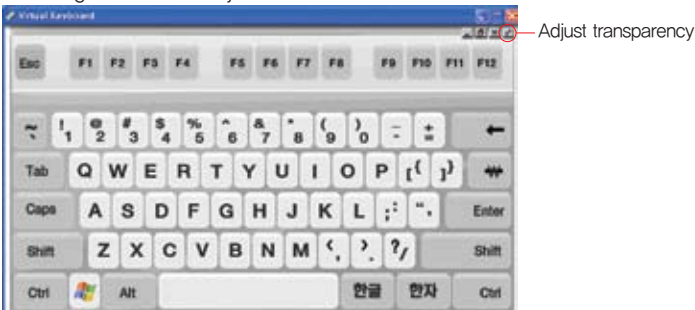 Virtual Keyboard
Adjust transparency
Esc F1 F2 F3 F4 F5 F6 F7 F8 F9 F10 F11 F12
~ ` ! 1 @ 2 # 3 $ 4 % 5 ^ 6 & 7 * 8 ( 9 ) 0 - + = ←
Tab Q W E R T Y U I O P [ { ] } ₩
Caps A S D F G H J K L ; : " ' Enter
Shift Z X C V B N M < , > . ? / Shift
Ctrl Alt 한글 한자 Ctrl